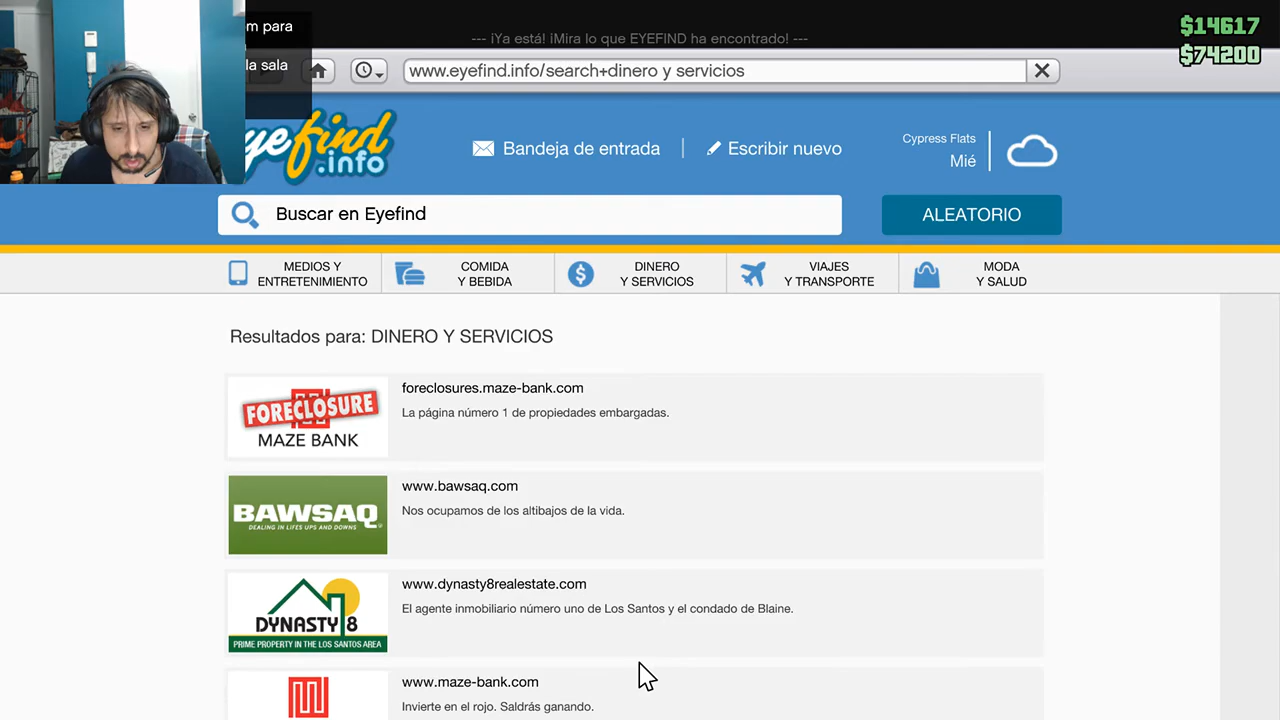 m para
la sala
--- ¡Ya está! ¡Mira lo que EYEFIND ha encontrado! ---
$14617
$74200
www.eyefind.info/search+dinero y servicios
eyefind
.info
Bandeja de entrada
Escribir nuevo
Cypress Flats
Mié
Buscar en Eyefind
ALEATORIO
MEDIOS Y
ENTRETENIMIENTO
COMIDA
Y BEBIDA
DINERO
Y SERVICIOS
VIAJES
Y TRANSPORTE
MODA
Y SALUD
Resultados para: DINERO Y SERVICIOS
FORECLOSURE
MAZE BANK
foreclosures.maze-bank.com
La página número 1 de propiedades embargadas.
BAWSAQ
DEALING IN LIFES UPS AND DOWNS
www.bawsaq.com
Nos ocupamos de los altibajos de la vida.
DYNASTY 8
PRIME PROPERTY IN THE LOS SANTOS AREA
www.dynasty8realestate.com
El agente inmobiliario número uno de Los Santos y el condado de Blaine.
www.maze-bank.com
Invierte en el rojo. Saldrás ganando.